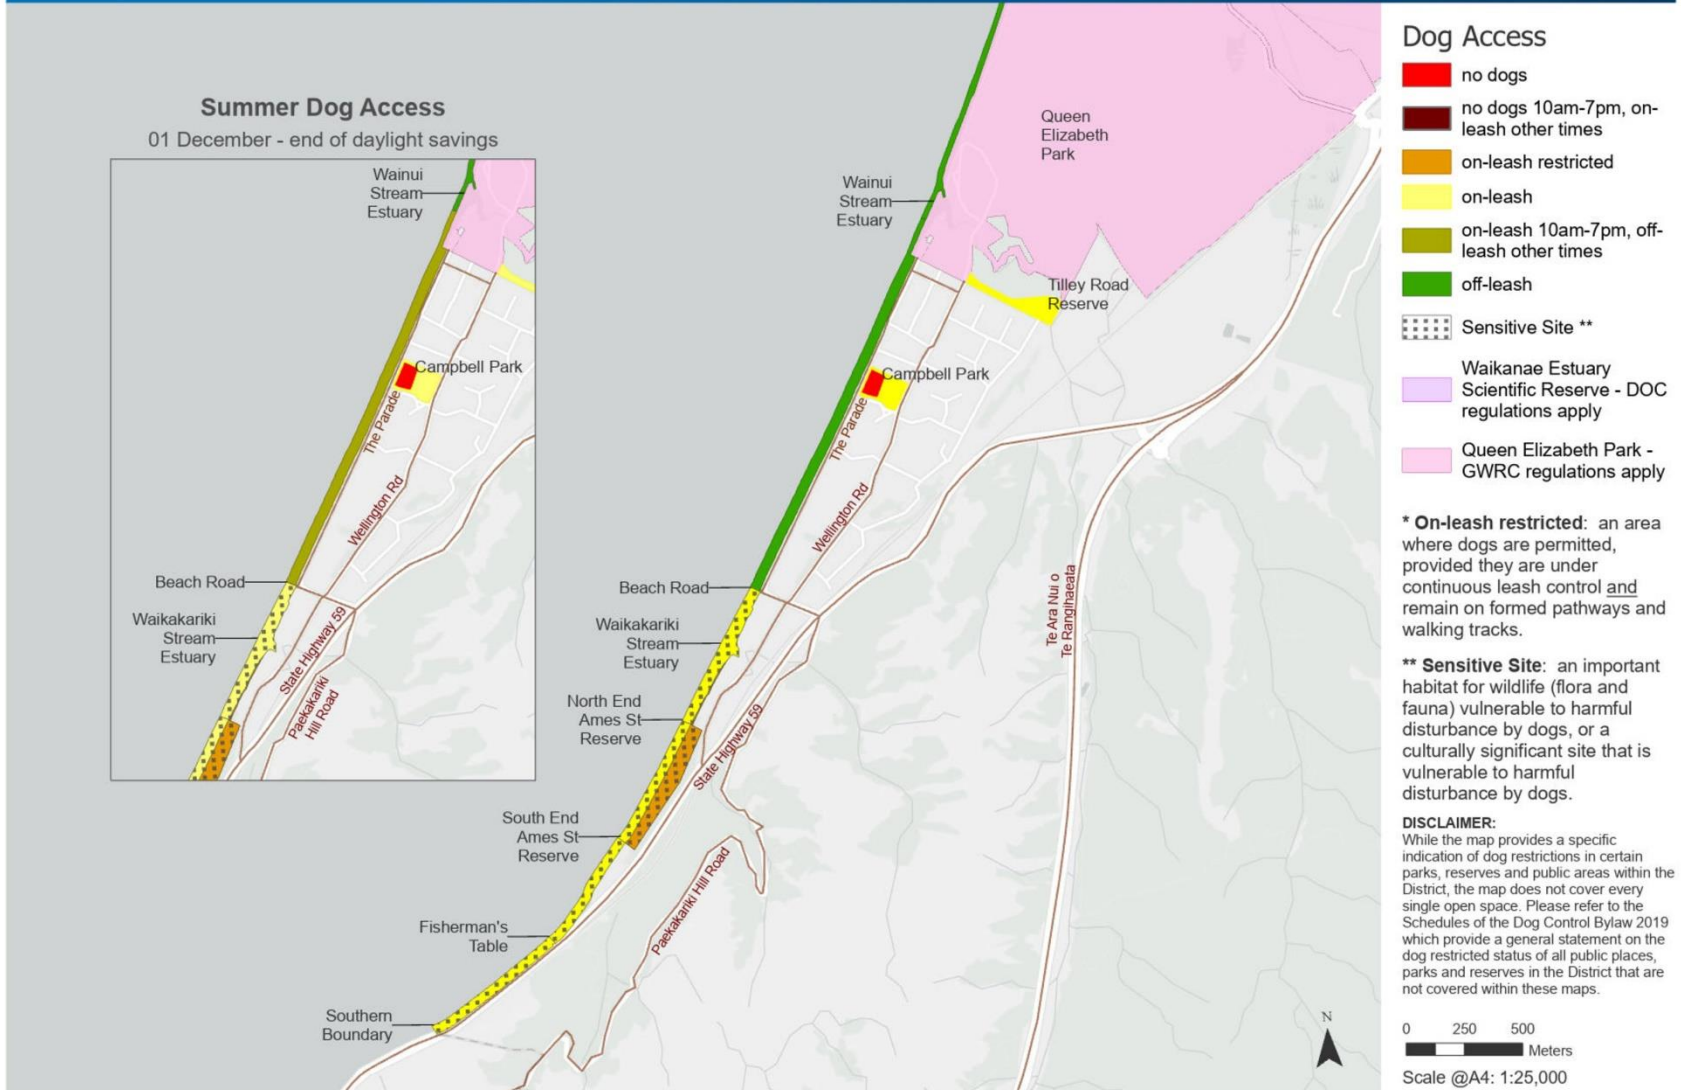 Summer Dog Access
01 December - end of daylight savings
Wainui
Stream
Estuary
Campbell Park
The Parade
Wellington Rd
Beach Road
Waikakariki
Stream
Estuary
State Highway 59
Paekakariki
Hill Road
Queen
Elizabeth
Park
Wainui
Stream
Estuary
Tilley Road
Reserve
Campbell Park
The Parade
Wellington Rd
Beach Road
Waikakariki
Stream
Estuary
Te Ara Nui o
Te Rangihaeata
North End
Ames St
Reserve
State Highway 59
South End
Ames St
Reserve
Paekakariki Hill Road
Fisherman's
Table
Southern
Boundary
Dog Access
no dogs
no dogs 10am-7pm, on-
leash other times
on-leash restricted
on-leash
on-leash 10am-7pm, off-
leash other times
off-leash
Sensitive Site **
Waikanae Estuary
Scientific Reserve - DOC
regulations apply
Queen Elizabeth Park -
GWRC regulations apply
* On-leash restricted: an area
where dogs are permitted,
provided they are under
continuous leash control and
remain on formed pathways and
walking tracks.
** Sensitive Site: an important
habitat for wildlife (flora and
fauna) vulnerable to harmful
disturbance by dogs, or a
culturally significant site that is
vulnerable to harmful
disturbance by dogs.
DISCLAIMER:
While the map provides a specific
indication of dog restrictions in certain
parks, reserves and public areas within the
District, the map does not cover every
single open space. Please refer to the
Schedules of the Dog Control Bylaw 2019
which provide a general statement on the
dog restricted status of all public places,
parks and reserves in the District that are
not covered within these maps.
N
0 250 500
Meters
Scale @A4: 1:25,000